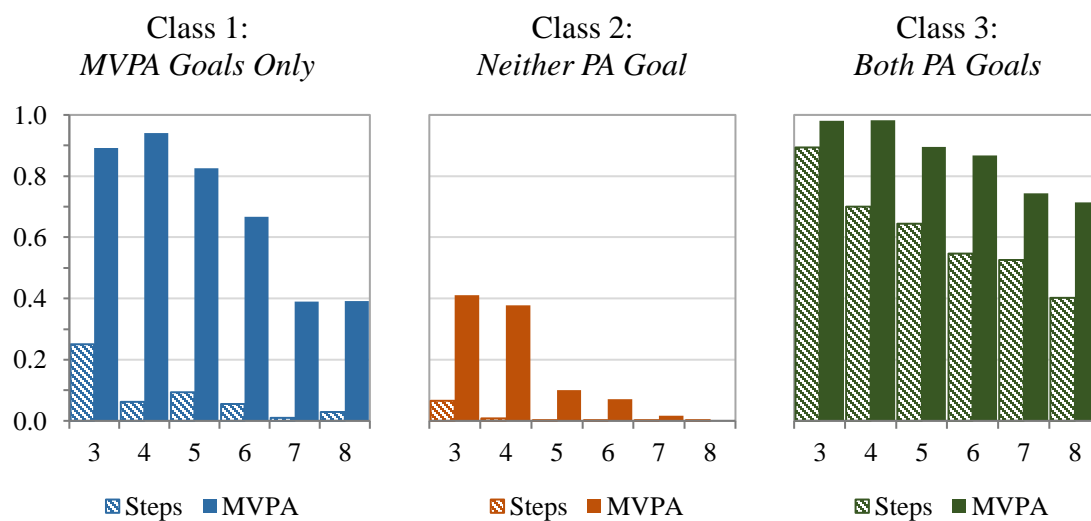 Class 1:
MVPA Goals Only
Class 2:
Neither PA Goal
Class 3:
Both PA Goals
1.0
0.8
0.6
0.4
0.2
0.0
3 4 5 6 7 8
3 4 5 6 7 8
3 4 5 6 7 8
Steps MVPA
Steps MVPA
Steps MVPA